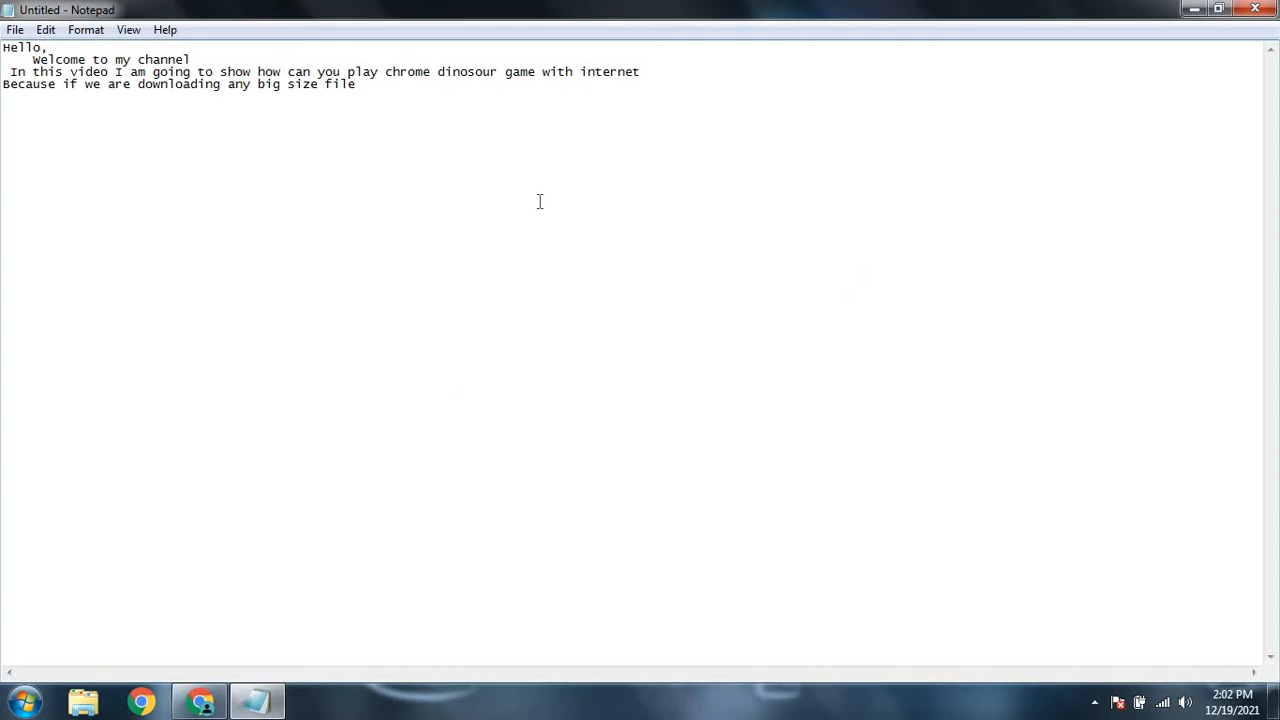 Untitled - Notepad
File Edit Format View Help
Hello,
Welcome to my channel
In this video I am going to show how can you play chrome dinosour game with internet
Because if we are downloading any big size file
2:02 PM
12/19/2021